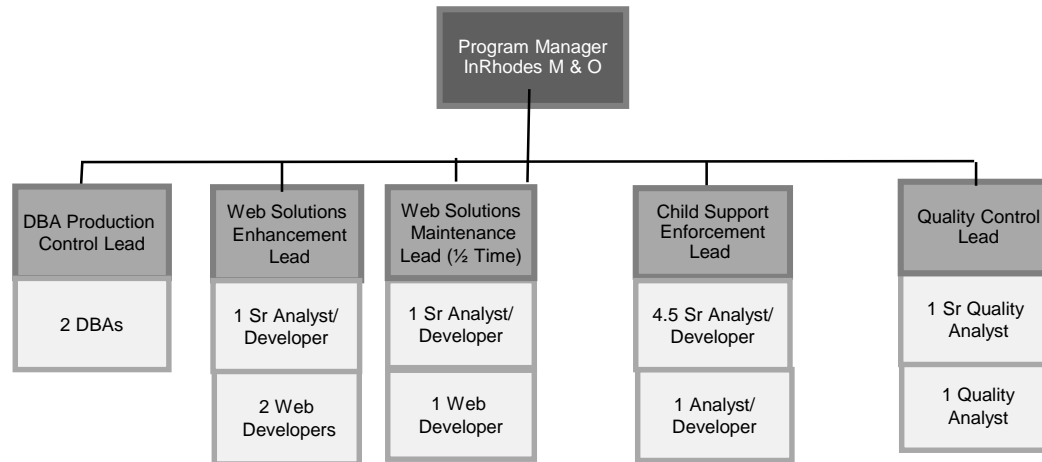 Program Manager
InRhodes M & O
DBA Production
Control Lead
2 DBAs
Web Solutions
Enhancement
Lead
1 Sr Analyst/
Developer
2 Web
Developers
Web Solutions
Maintenance
Lead (½ Time)
1 Sr Analyst/
Developer
1 Web
Developer
Child Support
Enforcement
Lead
4.5 Sr Analyst/
Developer
1 Analyst/
Developer
Quality Control
Lead
1 Sr Quality
Analyst
1 Quality
Analyst